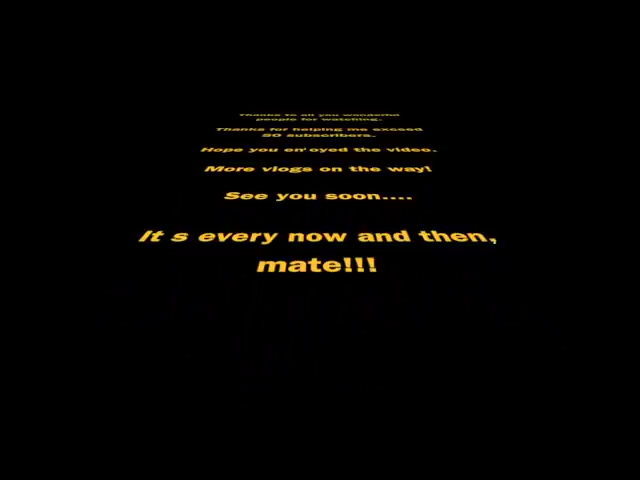 Thanks to all you wonderful
people for watching.
Thanks for helping me exceed
50 subscribers.
Hope you en'oyed the video.
More vlogs on the way!
See you soon....
It s every now and then,
mate!!!